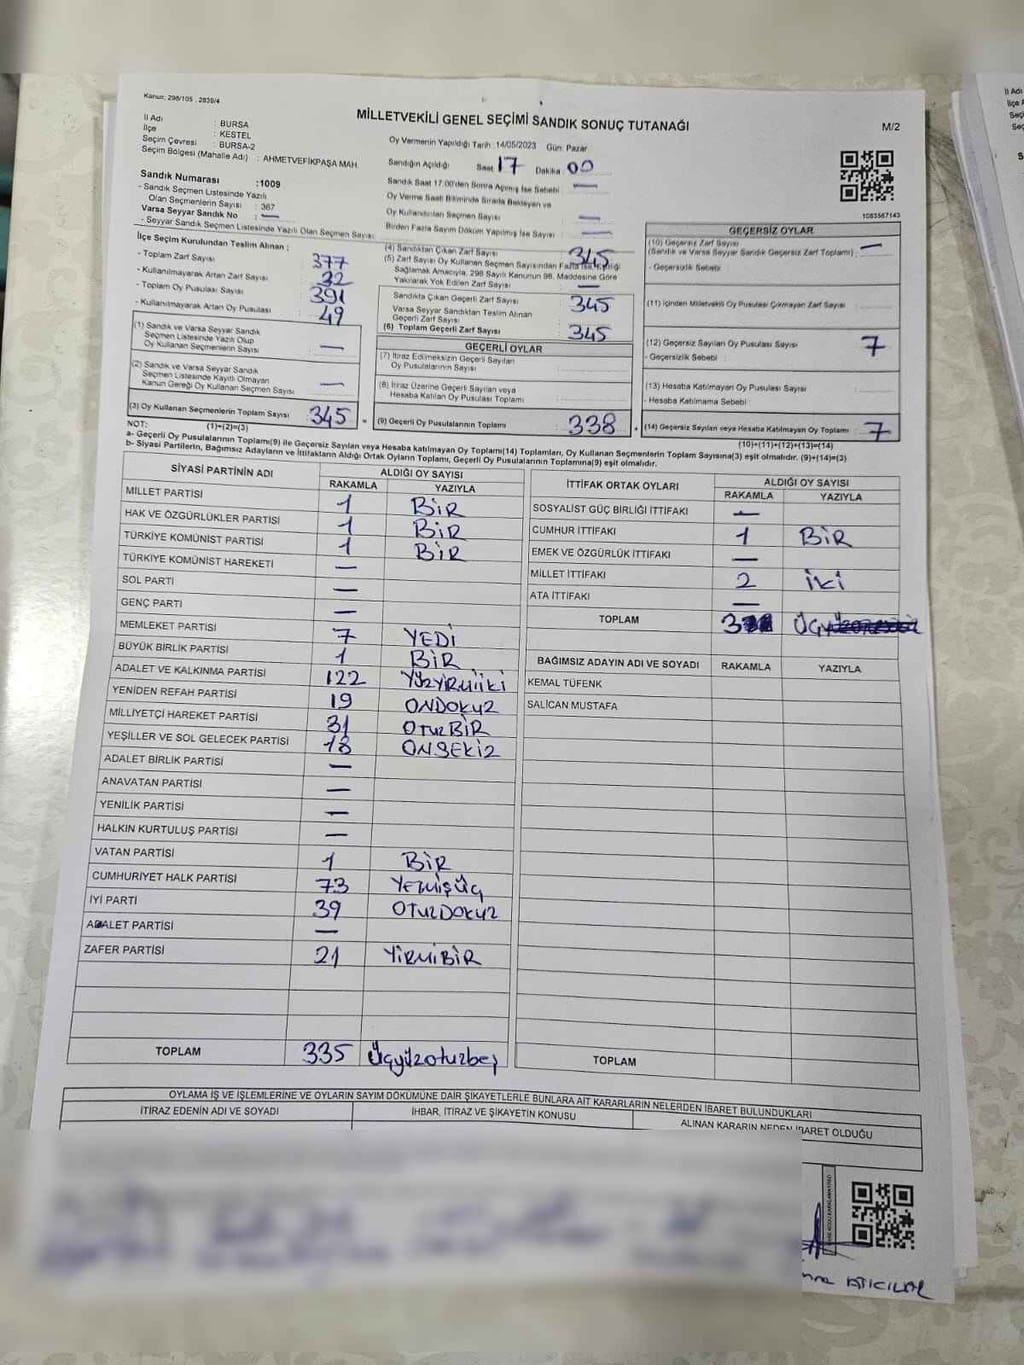 Kanun: 298/105 , 2839/4
MİLLETVEKİLİ GENEL SEÇİMİ SANDIK SONUÇ TUTANAĞI
M/2
İl Adı : BURSA
İlçe : KESTEL
Seçim Çevresi : BURSA-2
Seçim Bölgesi (Mahalle Adı) : AHMETVEFİKPAŞA MAH.
Oy Vermenin Yapıldığı Tarih :14/05/2023 Gün: Pazar
Sandığın Açıldığı Saat 17 Dakika 00
Sandık Saat 17.00'den Sonra Açılmış İse Sebebi : —
Oy Verme Saati Bitiminde Sırada Bekleyen ve
Oy Kullandırılan Seçmen Sayısı : —
Birden Fazla Sayım Döküm Yapılmış İse Sayısı : —
1083567143
Sandık Numarası :1009
- Sandık Seçmen Listesinde Yazılı
Olan Seçmenlerin Sayısı : 367
Varsa Seyyar Sandık No : —
- Seyyar Sandık Seçmen Listesinde Yazılı Olan Seçmen Sayısı
İlçe Seçim Kurulundan Teslim Alınan :
- Toplam Zarf Sayısı : 377
- Kullanılmayarak Artan Zarf Sayısı : 32
- Toplam Oy Pusulası Sayısı : 391
- Kullanılmayarak Artan Oy Pusulası : 49
(1) Sandık ve Varsa Seyyar Sandık
Seçmen Listesinde Yazılı Olup
Oy Kullanan Seçmenlerin Sayısı : —
(2) Sandık ve Varsa Seyyar Sandık
Seçmen Listesinde Kayıtlı Olmayan
Kanun Gereği Oy Kullanan Seçmen Sayısı : —
(3) Oy Kullanan Seçmenlerin Toplam Sayısı 345
(1)+(2)=(3)
(4) Sandıktan Çıkan Zarf Sayısı 345
(5) Zarf Sayısı Oy Kullanan Seçmen Sayısından Fazla İse, Eşitliği
Sağlamak Amacıyla, 298 Sayılı Kanunun 98. Maddesine Göre
Yakılarak Yok Edilen Zarf Sayısı : —
Sandıkta Çıkan Geçerli Zarf Sayısı 345
Varsa Seyyar Sandıktan Teslim Alınan
Geçerli Zarf Sayısı :
(6) Toplam Geçerli Zarf Sayısı 345
GEÇERLİ OYLAR
(7) İtiraz Edilmeksizin Geçerli Sayılan
Oy Pusulalarının Sayısı :
(8) İtiraz Üzerine Geçerli Sayılan veya
Hesaba Katılan Oy Pusulası Toplamı :
= (9) Geçerli Oy Pusulalarının Toplamı 338
GEÇERSİZ OYLAR
(10) Geçersiz Zarf Sayısı
(Sandık ve Varsa Seyyar Sandık Geçersiz Zarf Toplamı) : —
- Geçersizlik Sebebi :
(11) İçinden Milletvekili Oy Pusulası Çıkmayan Zarf Sayısı :
(12) Geçersiz Sayılan Oy Pusulası Sayısı 7
- Geçersizlik Sebebi :
(13) Hesaba Katılmayan Oy Pusulası Sayısı
- Hesaba Katılmama Sebebi :
+ (14) Geçersiz Sayılan veya Hesaba Katılmayan Oy Toplamı 7
(10)+(11)+(12)+(13)=(14)
NOT:
a- Geçerli Oy Pusulalarının Toplamı(9) ile Geçersiz Sayılan veya Hesaba katılmayan Oy Toplamı(14) Toplamları, Oy Kullanan Seçmenlerin Toplam Sayısına(3) eşit olmalıdır. (9)+(14)=(3)
b- Siyasi Partilerin, Bağımsız Adayların ve İttifakların Aldığı Ortak Oyların Toplamı, Geçerli Oy Pusulalarının Toplamına(9) eşit olmalıdır.
SİYASİ PARTİNİN ADI
ALDIĞI OY SAYISI
RAKAMLA YAZIYLA
MİLLET PARTİSİ 1 BİR
HAK VE ÖZGÜRLÜKLER PARTİSİ 1 BİR
TÜRKİYE KOMÜNİST PARTİSİ 1 BİR
TÜRKİYE KOMÜNİST HAREKETİ —
SOL PARTİ —
GENÇ PARTİ —
MEMLEKET PARTİSİ 7 YEDİ
BÜYÜK BİRLİK PARTİSİ 1 BİR
ADALET VE KALKINMA PARTİSİ 122 YÜZYİRMİİKİ
YENİDEN REFAH PARTİSİ 19 ONDOKUZ
MİLLİYETÇİ HAREKET PARTİSİ 31 OTUZBİR
YEŞİLLER VE SOL GELECEK PARTİSİ 18 ONSEKİZ
ADALET BİRLİK PARTİSİ —
ANAVATAN PARTİSİ —
YENİLİK PARTİSİ —
HALKIN KURTULUŞ PARTİSİ —
VATAN PARTİSİ 1 BİR
CUMHURİYET HALK PARTİSİ 73 YEMİŞÜÇ
İYİ PARTİ 39 OTUZDOKUZ
ADALET PARTİSİ —
ZAFER PARTİSİ 21 YİRMİBİR
TOPLAM 335 üçyüzotuzbeş
İTTİFAK ORTAK OYLARI
ALDIĞI OY SAYISI
RAKAMLA YAZIYLA
SOSYALİST GÜÇ BİRLİĞİ İTTİFAKI —
CUMHUR İTTİFAKI 1 BİR
EMEK VE ÖZGÜRLÜK İTTİFAKI —
MİLLET İTTİFAKI 2 İKİ
ATA İTTİFAKI —
TOPLAM 3 ÜÇ
BAĞIMSIZ ADAYIN ADI VE SOYADI RAKAMLA YAZIYLA
KEMAL TÜFENK
SALİCAN MUSTAFA
TOPLAM
OYLAMA İŞ VE İŞLEMLERİNE VE OYLARIN SAYIM DÖKÜMÜNE DAİR ŞİKAYETLERLE BUNLARA AİT KARARLARIN NELERDEN İBARET BULUNDUKLARI
İTİRAZ EDENİN ADI VE SOYADI
İHBAR, İTİRAZ VE ŞİKAYETİN KONUSU
ALINAN KARARIN NEDEN İBARET OLDUĞU